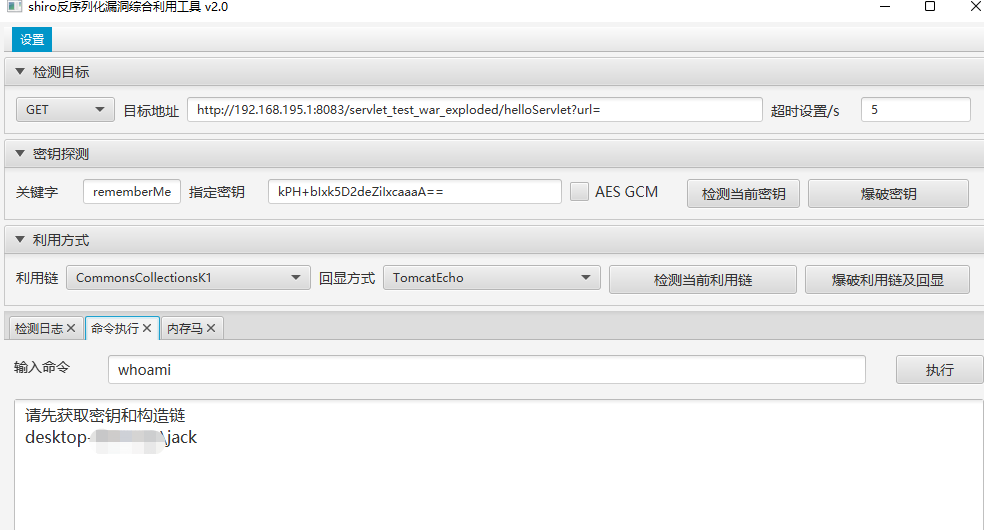 shiro反序列化漏洞综合利用工具 v2.0
设置
检测目标
GET 目标地址 http://192.168.195.1:8083/servlet_test_war_exploded/helloServlet?url= 超时设置/s 5
密钥探测
关键字 rememberMe 指定密钥 kPH+bIxk5D2deZiIxcaaaA== AES GCM 检测当前密钥 爆破密钥
利用方式
利用链 CommonsCollectionsK1 回显方式 TomcatEcho 检测当前利用链 爆破利用链及回显
检测日志 命令执行 内存马
输入命令 whoami 执行
请先获取密钥和构造链
desktop- \jack